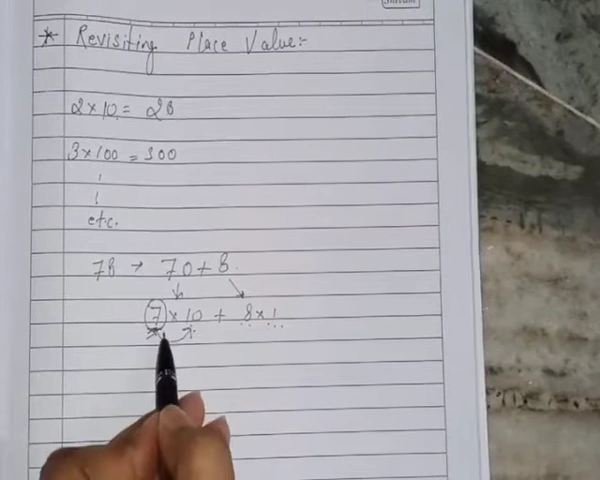 * Revisiting Place Value:-
2 × 10 = 20
3 × 100 = 300
etc.
78 → 70 + 8
7 × 10 + 8 × 1